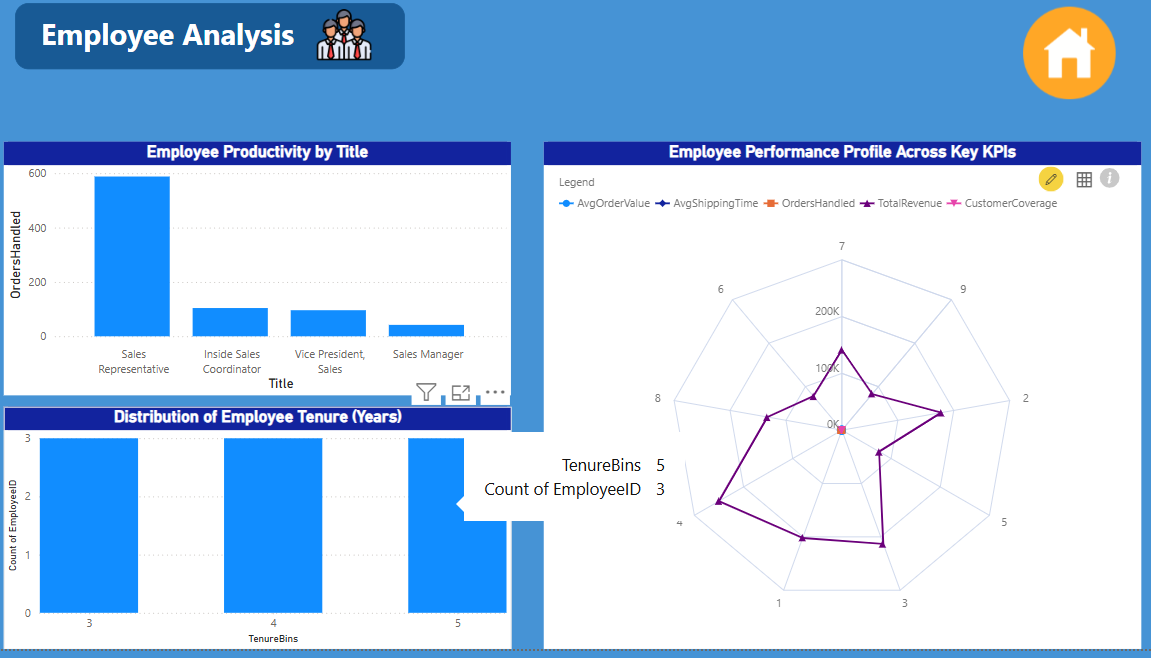 Employee Analysis
Employee Productivity by Title
600
400
200
0
OrdersHandled
Sales Representative
Inside Sales Coordinator
Vice President, Sales
Sales Manager
Title
Distribution of Employee Tenure (Years)
3
2
1
0
Count of EmployeeID
3
4
5
TenureBins
TenureBins 5
Count of EmployeeID 3
Employee Performance Profile Across Key KPIs
Legend
AvgOrderValue AvgShippingTime OrdersHandled TotalRevenue CustomerCoverage
i
7
9
2
5
3
1
4
8
6
200K
100K
0K